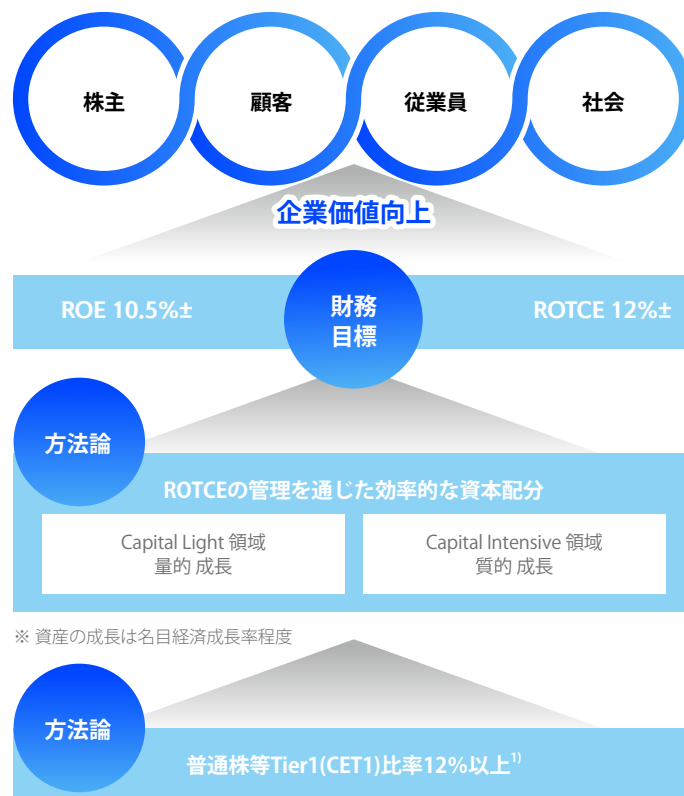 株主
顧客
従業員
社会
企業価値向上
ROE 10.5%±
財務
目標
ROTCE 12%±
方法論
ROTCEの管理を通じた効率的な資本配分
Capital Light 領域
量的 成長
Capital Intensive 領域
質的 成長
※ 資産の成長は名目経済成長率程度
方法論
普通株等Tier1(CET1)比率12%以上1)